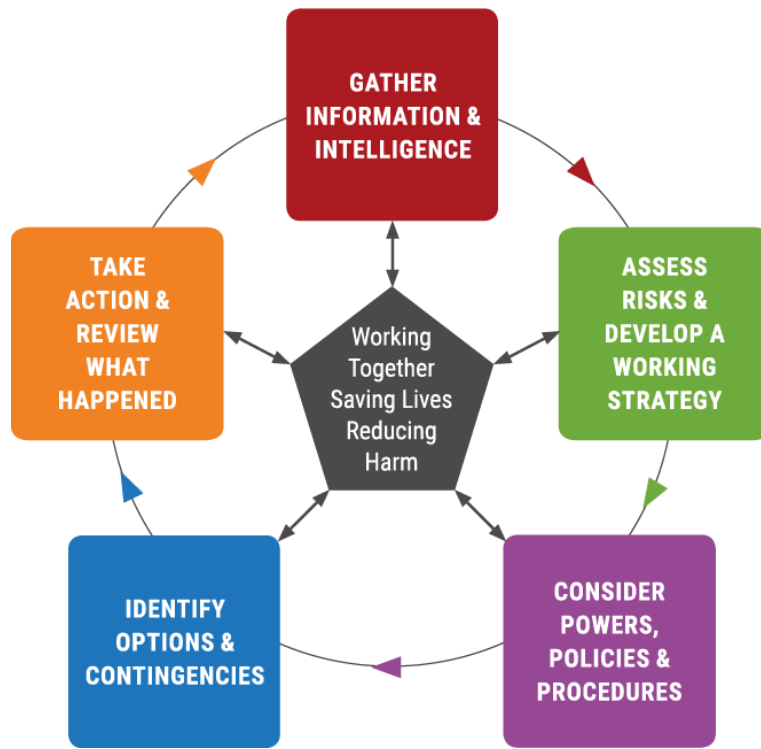 GATHER
INFORMATION &
INTELLIGENCE
ASSESS
RISKS &
DEVELOP A
WORKING
STRATEGY
CONSIDER
POWERS,
POLICIES &
PROCEDURES
IDENTIFY
OPTIONS &
CONTINGENCIES
TAKE
ACTION &
REVIEW
WHAT
HAPPENED
Working
Together
Saving Lives
Reducing
Harm